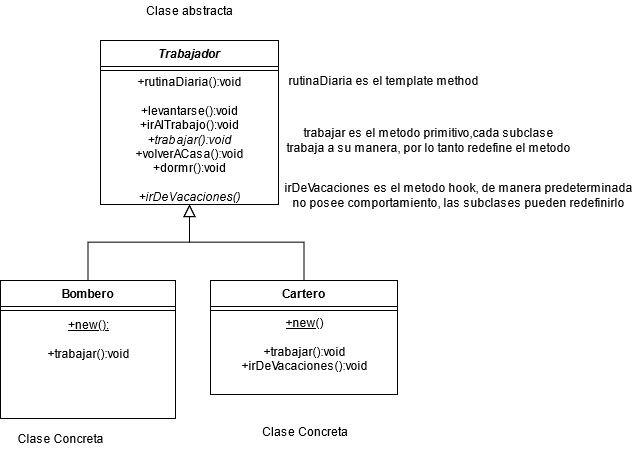 Clase abstracta
Trabajador
+rutinaDiaria():void
rutinaDiaria es el template method
+levantarse():void
+irAlTrabajo():void
+trabajar():void
+volverACasa():void
+dormr():void
trabajar es el metodo primitivo,cada subclase
trabaja a su manera, por lo tanto redefine el metodo
+irDeVacaciones()
irDeVacaciones es el metodo hook, de manera predeterminada
no posee comportamiento, las subclases pueden redefinirlo
Bombero
+new():
+trabajar():void
Cartero
+new()
+trabajar():void
+irDeVacaciones():void
Clase Concreta
Clase Concreta